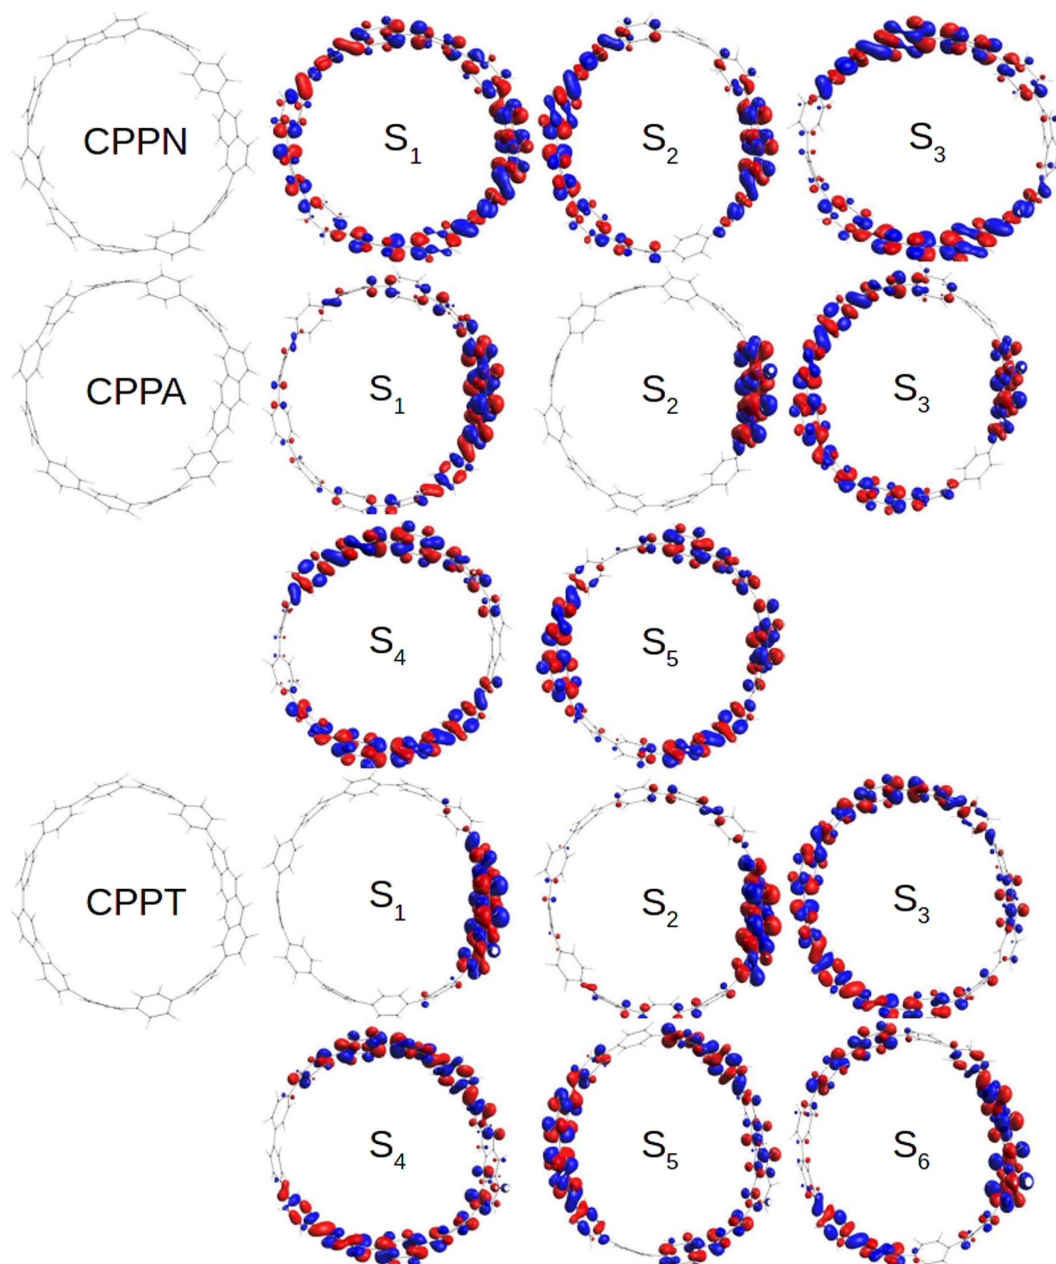 CPPN S₁ S₂ S₃
CPPA S₁ S₂ S₃
S₄ S₅
CPPT S₁ S₂ S₃
S₄ S₅ S₆